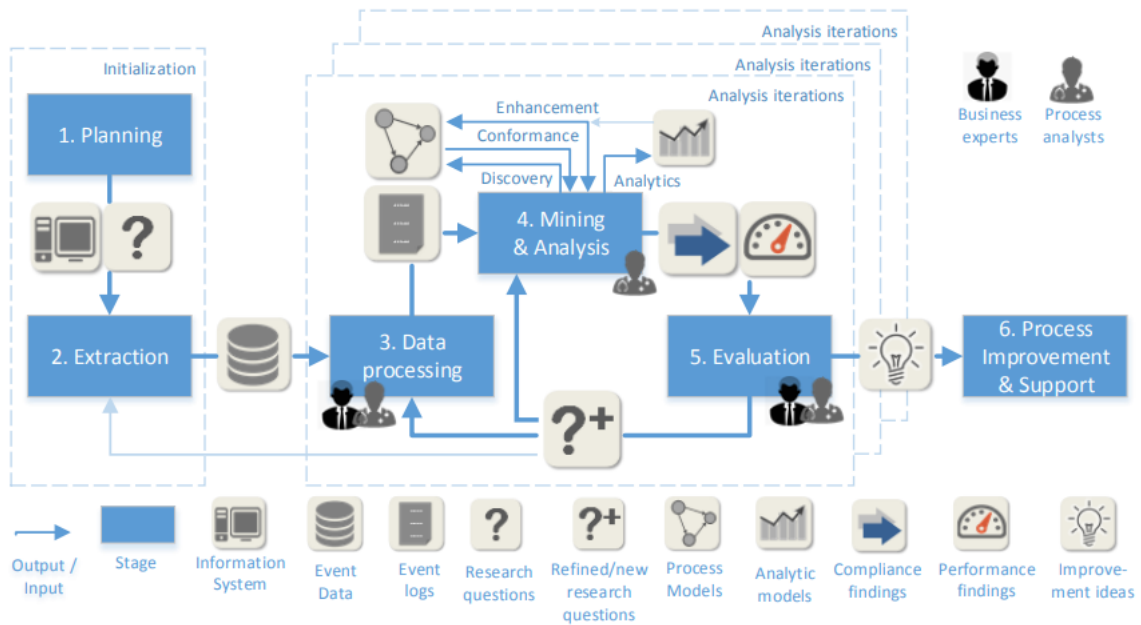 Analysis iterations
Analysis iterations
Analysis iterations
Initialization
Business
experts
Process
analysts
1. Planning
Enhancement
Conformance
Discovery
Analytics
?
4. Mining
& Analysis
2. Extraction
3. Data
processing
5. Evaluation
6. Process
Improvement
& Support
?+
Output /
Input
Stage
Information
System
Event
Data
Event
logs
?
Research
questions
?+
Refined/new
research
questions
Process
Models
Analytic
models
Compliance
findings
Performance
findings
Improve-
ment ideas